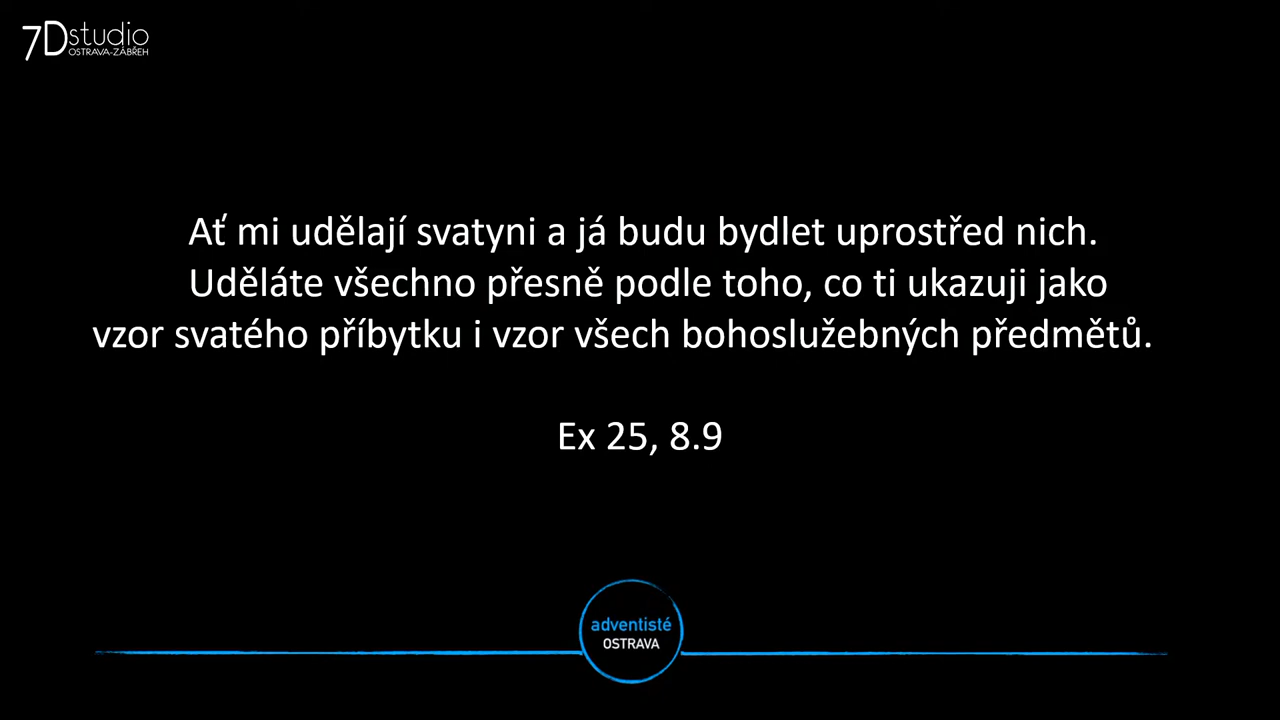 7Dstudio
OSTRAVA-ZÁBŘEH
Ať mi udělají svatyni a já budu bydlet uprostřed nich.
Uděláte všechno přesně podle toho, co ti ukazuji jako
vzor svatého příbytku i vzor všech bohoslužebných předmětů.
Ex 25, 8.9
adventisté
OSTRAVA